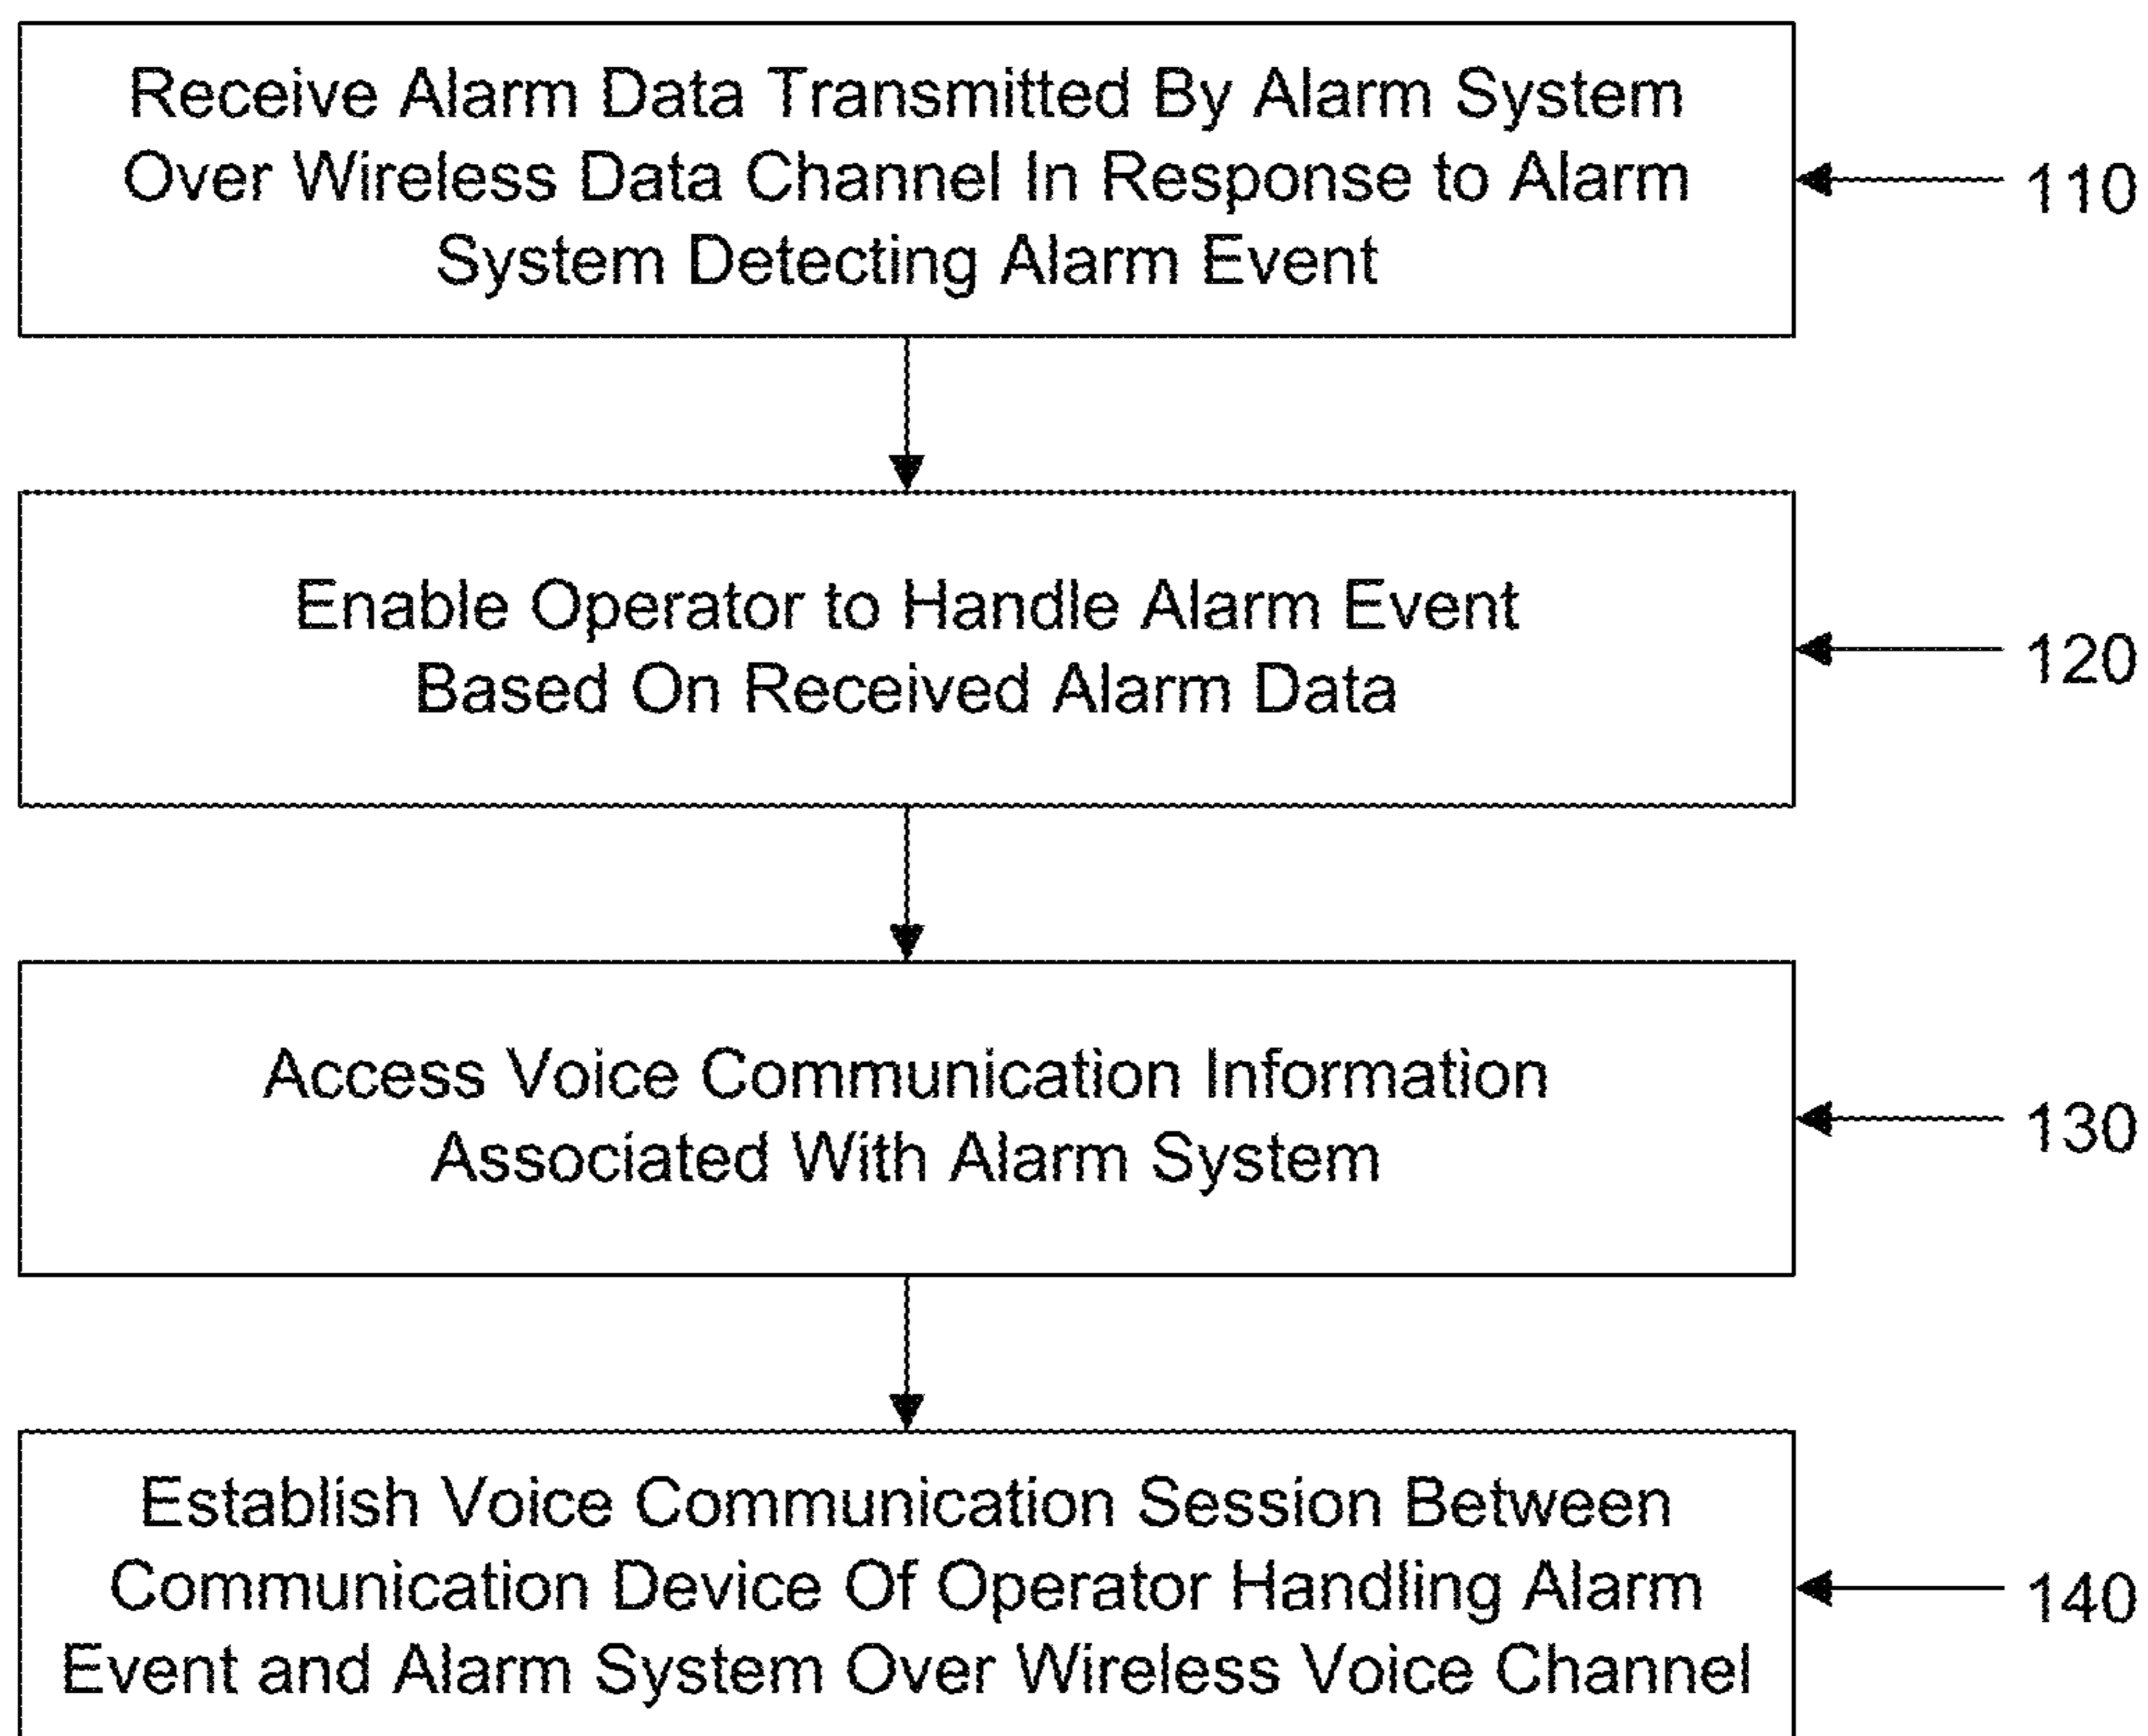 Receive Alarm Data Transmitted By Alarm System
Over Wireless Data Channel In Response to Alarm
System Detecting Alarm Event
110
Enable Operator to Handle Alarm Event
Based On Received Alarm Data
120
Access Voice Communication Information
Associated With Alarm System
130
Establish Voice Communication Session Between
Communication Device Of Operator Handling Alarm
Event and Alarm System Over Wireless Voice Channel
140